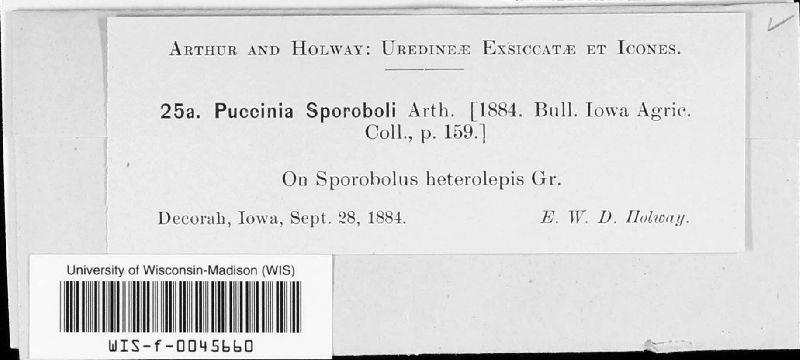 Arthur and Holway: Uredineæ Exsiccatæ et Icones.
25a. Puccinia Sporoboli Arth. [1884. Bull. Iowa Agric.
Coll., p. 159.]
On Sporobolus heterolepis Gr.
Decorah, Iowa, Sept. 28, 1884. E. W. D. Holway.
University of Wisconsin-Madison (WIS)
WIS-f-0045660